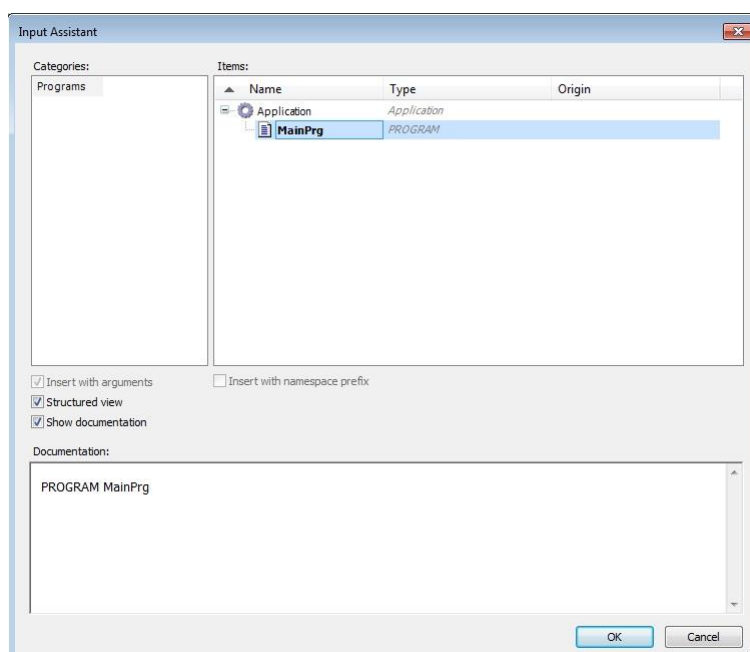 Input Assistant
Categories:
Items:
Programs
Name Type Origin
Application Application
MainPrg PROGRAM
Insert with arguments
Insert with namespace prefix
Structured view
Show documentation
Documentation:
PROGRAM MainPrg
OK Cancel